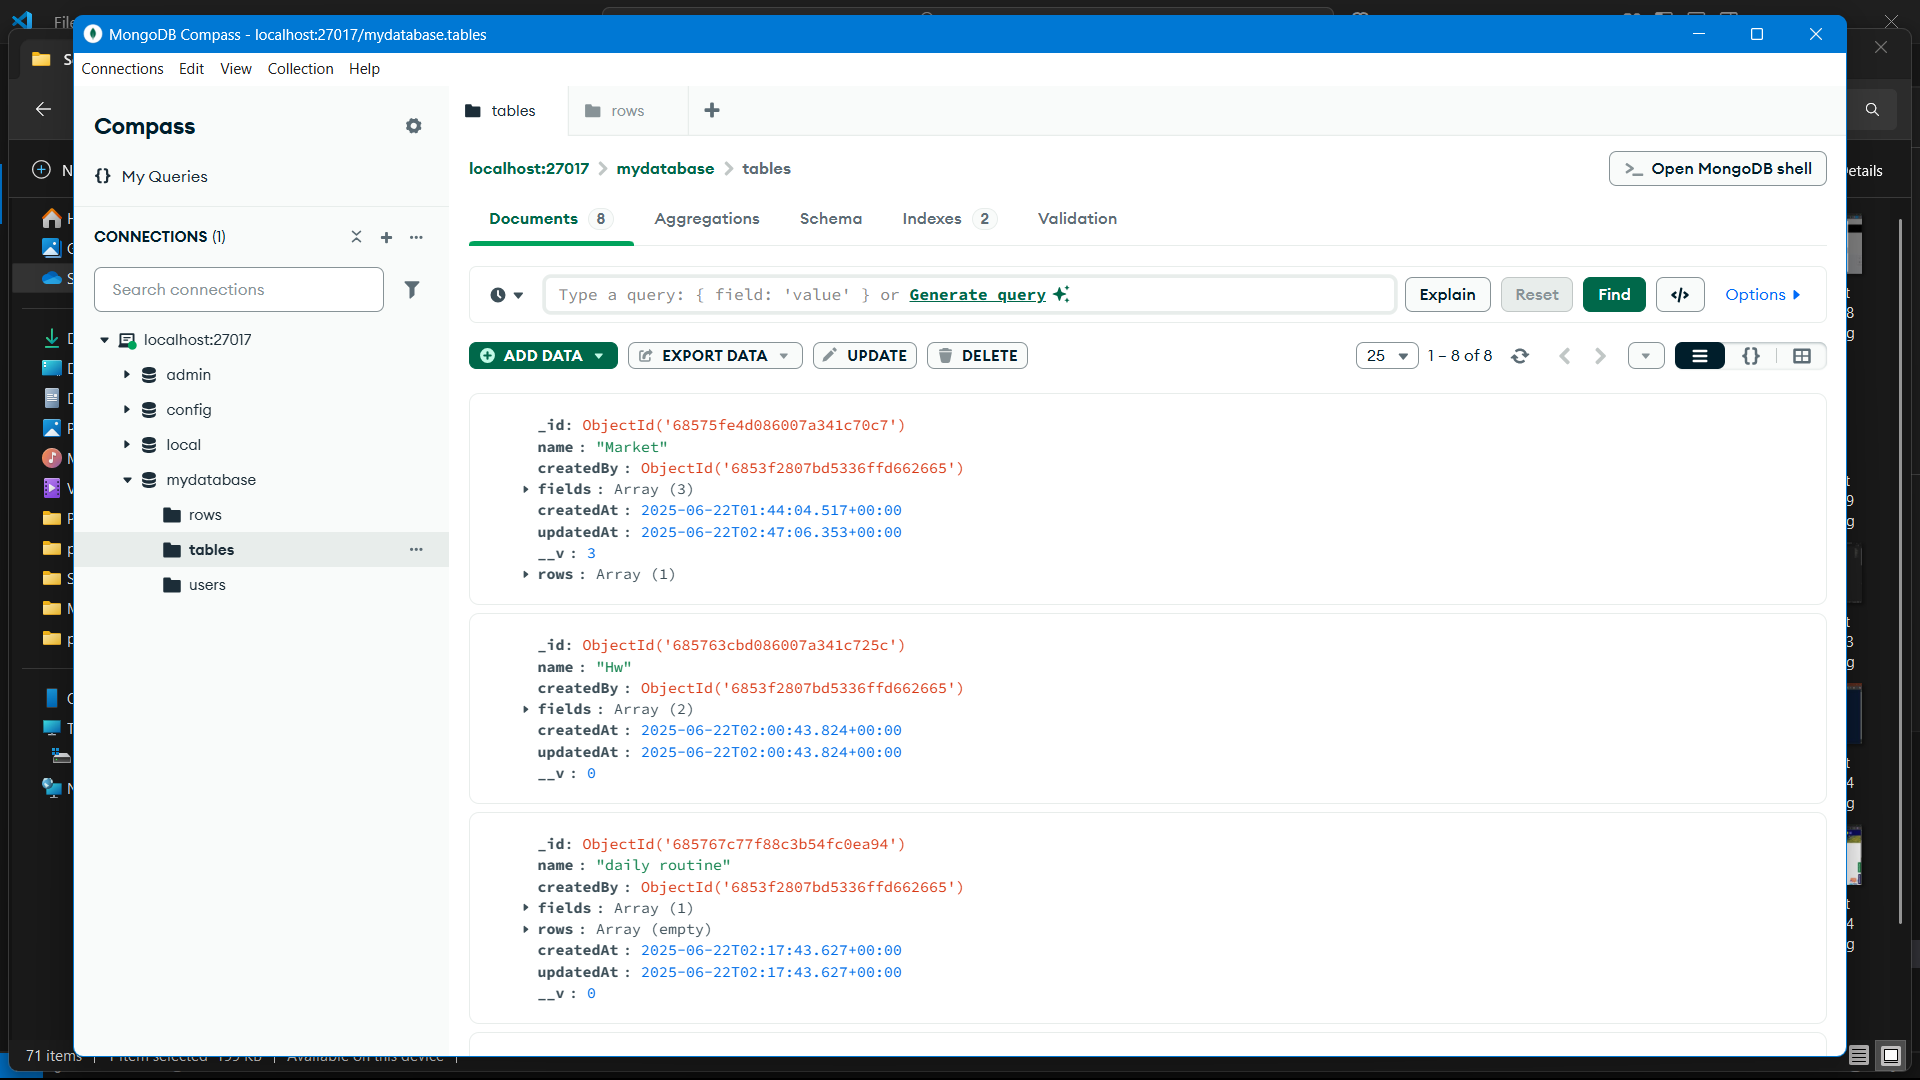 File
MongoDB Compass - localhost:27017/mydatabase.tables
Connections Edit View Collection Help
Compass
{} My Queries
CONNECTIONS (1)
Search connections
localhost:27017
admin
config
local
mydatabase
rows
tables
users
tables
rows
localhost:27017 > mydatabase > tables
>_ Open MongoDB shell
Documents 8 Aggregations Schema Indexes 2 Validation
Type a query: { field: 'value' } or Generate query
Explain Reset Find </> Options
ADD DATA EXPORT DATA UPDATE DELETE
25 1 – 8 of 8 {}
_id: ObjectId('68575fe4d086007a341c70c7')
name : "Market"
createdBy : ObjectId('6853f2807bd5336ffd662665')
fields : Array (3)
createdAt : 2025-06-22T01:44:04.517+00:00
updatedAt : 2025-06-22T02:47:06.353+00:00
__v : 3
rows : Array (1)
_id: ObjectId('685763cbd086007a341c725c')
name : "Hw"
createdBy : ObjectId('6853f2807bd5336ffd662665')
fields : Array (2)
createdAt : 2025-06-22T02:00:43.824+00:00
updatedAt : 2025-06-22T02:00:43.824+00:00
__v : 0
_id: ObjectId('685767c77f88c3b54fc0ea94')
name : "daily routine"
createdBy : ObjectId('6853f2807bd5336ffd662665')
fields : Array (1)
rows : Array (empty)
createdAt : 2025-06-22T02:17:43.627+00:00
updatedAt : 2025-06-22T02:17:43.627+00:00
__v : 0
71 items